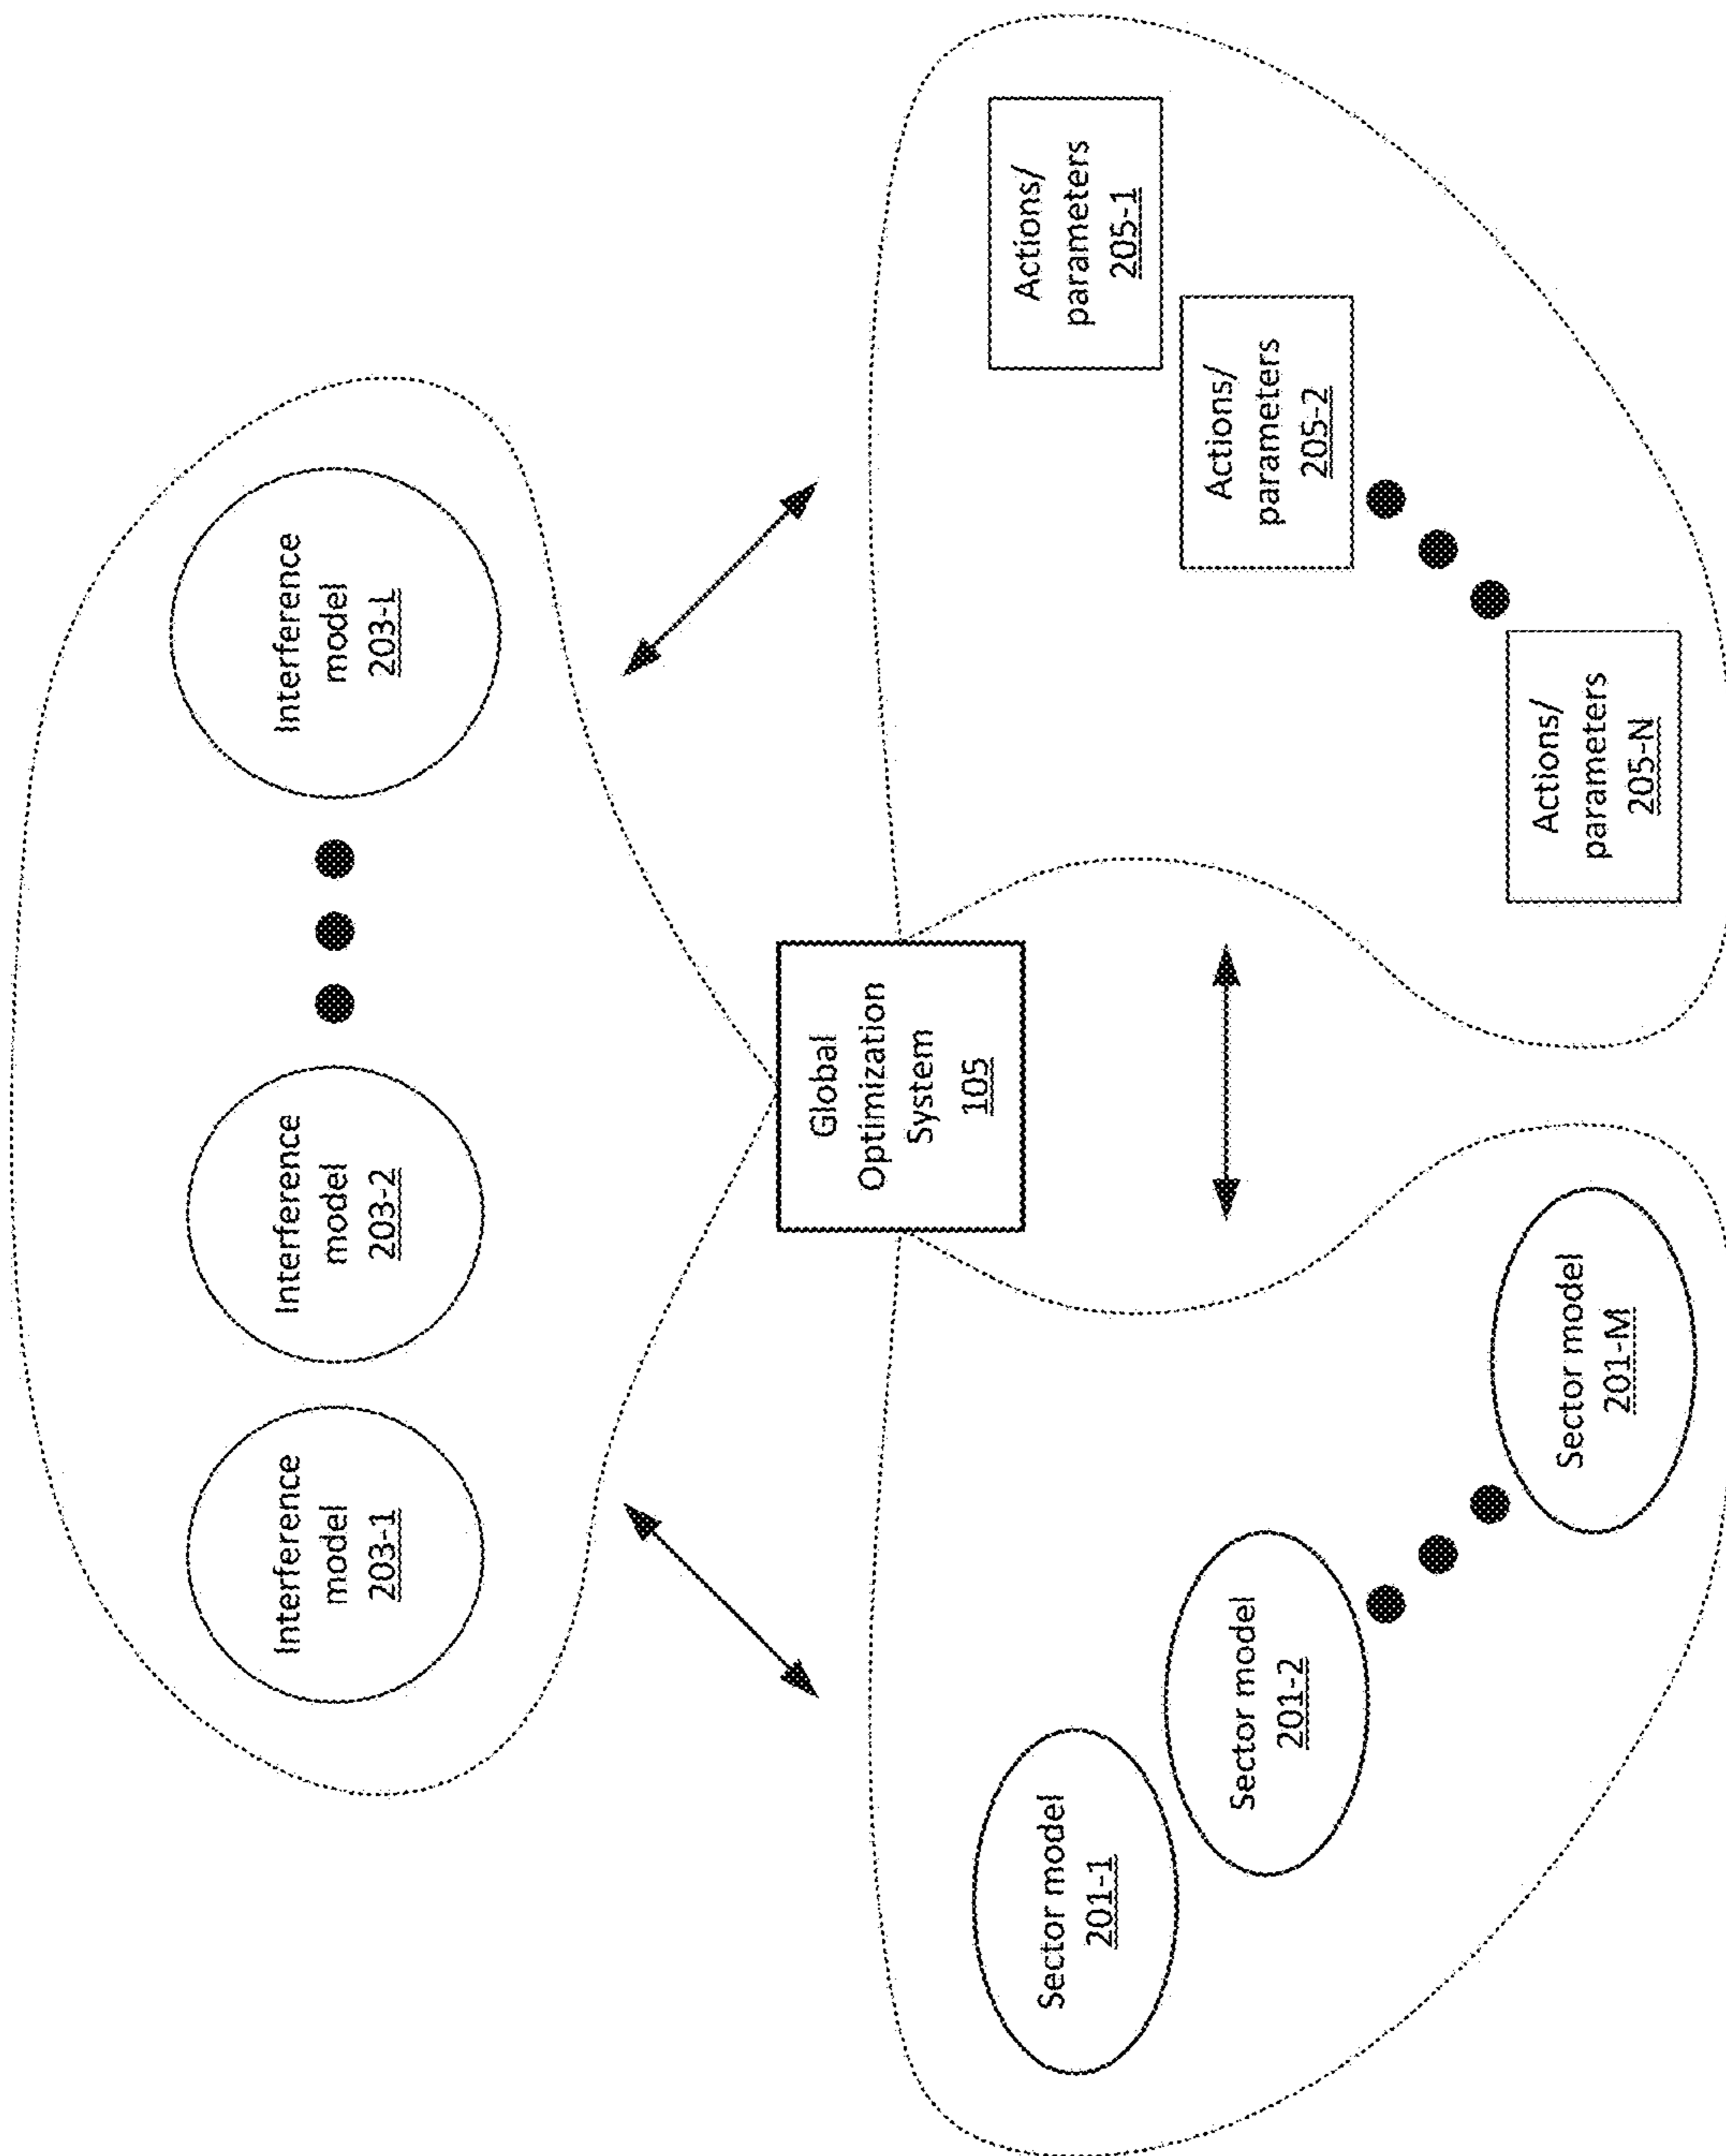 Interference
model
203-1
Interference
model
203-2
Interference
model
203-L
Global
Optimization
System
105
Sector model
201-1
Sector model
201-2
Sector model
201-M
Actions/
parameters
205-1
Actions/
parameters
205-2
Actions/
parameters
205-N